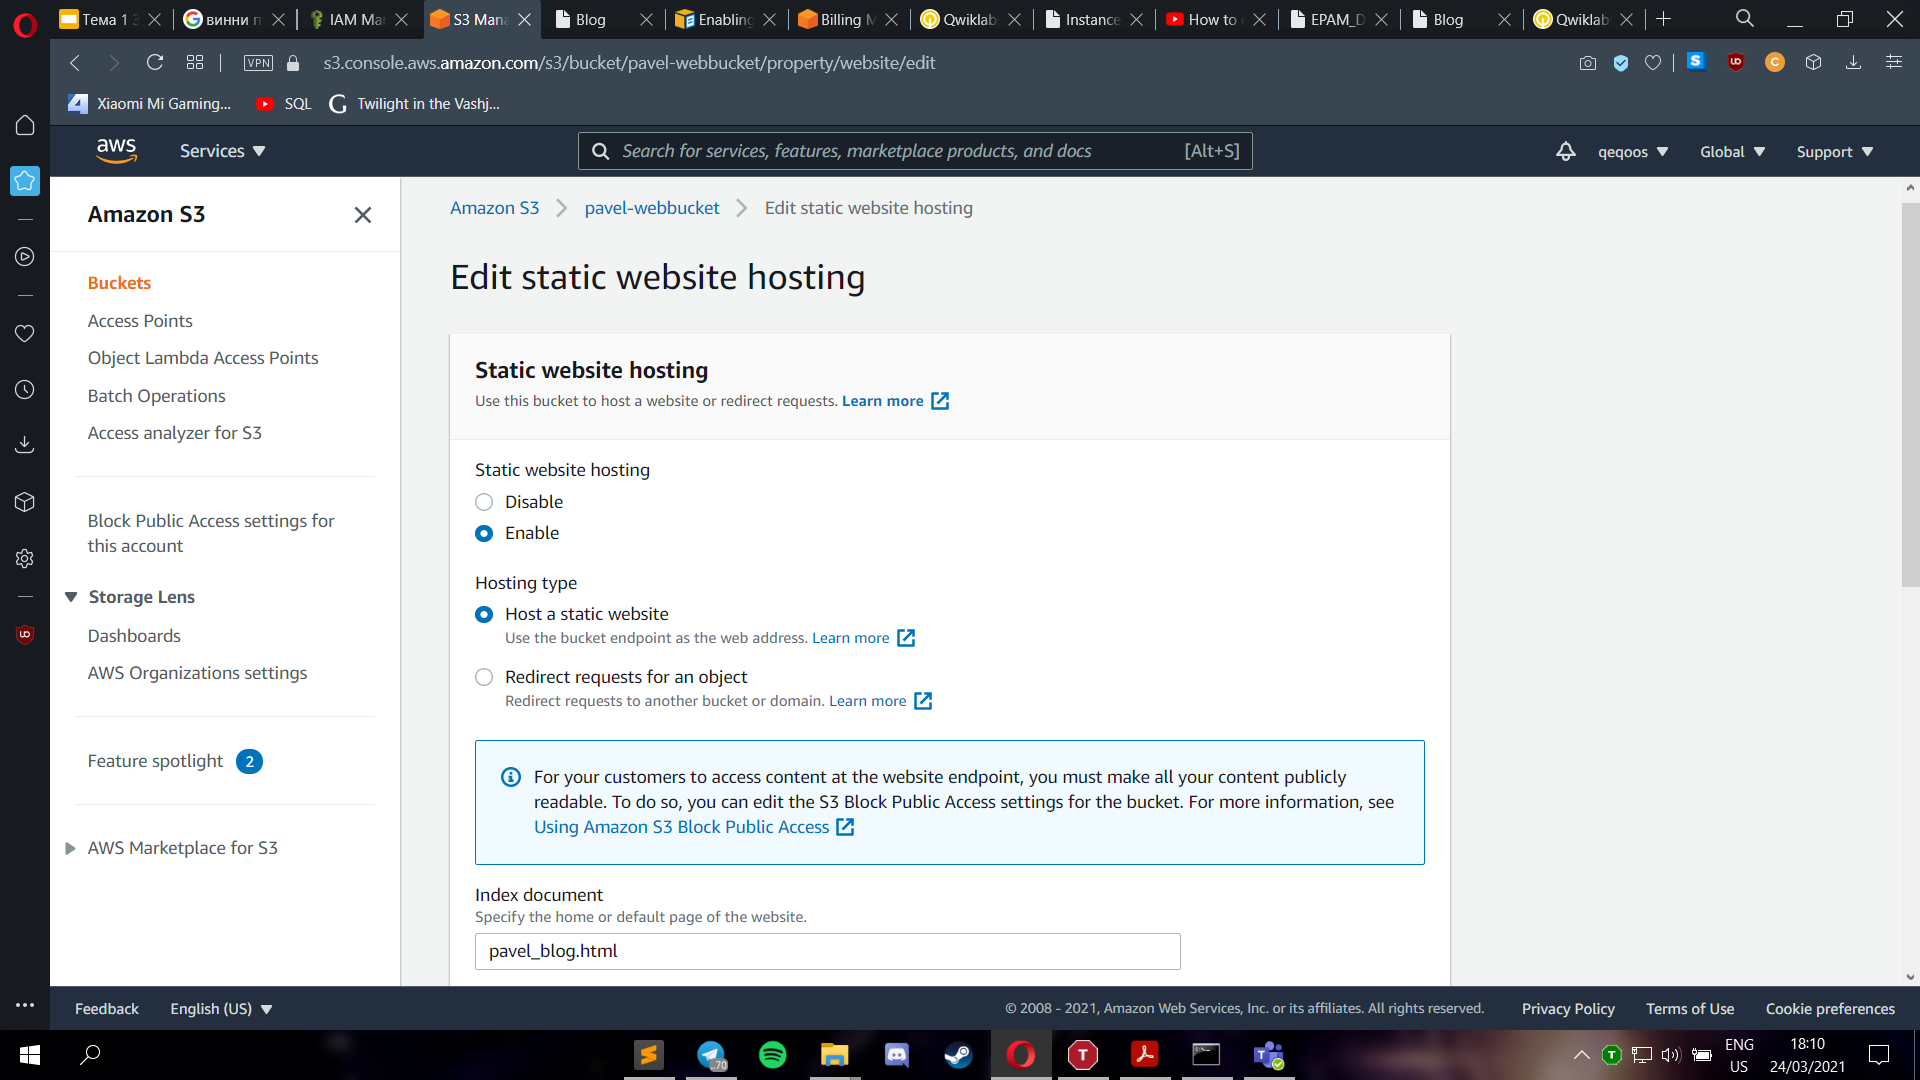 Тема 1
винни п
IAM Ma
S3 Mana
Blog
Enabling
Billing M
Qwiklab
Instance
How to
EPAM_D
Blog
Qwiklab
VPN
s3.console.aws.amazon.com/s3/bucket/pavel-webbucket/property/website/edit
Xiaomi Mi Gaming...
SQL
Twilight in the Vashj...
aws
Services
Search for services, features, marketplace products, and docs
[Alt+S]
qeqoos
Global
Support
Amazon S3
Buckets
Access Points
Object Lambda Access Points
Batch Operations
Access analyzer for S3
Block Public Access settings for
this account
Storage Lens
Dashboards
AWS Organizations settings
Feature spotlight 2
AWS Marketplace for S3
Amazon S3
pavel-webbucket
Edit static website hosting
Edit static website hosting
Static website hosting
Use this bucket to host a website or redirect requests. Learn more
Static website hosting
Disable
Enable
Hosting type
Host a static website
Use the bucket endpoint as the web address. Learn more
Redirect requests for an object
Redirect requests to another bucket or domain. Learn more
For your customers to access content at the website endpoint, you must make all your content publicly
readable. To do so, you can edit the S3 Block Public Access settings for the bucket. For more information, see
Using Amazon S3 Block Public Access
Index document
Specify the home or default page of the website.
pavel_blog.html
Feedback
English (US)
© 2008 - 2021, Amazon Web Services, Inc. or its affiliates. All rights reserved.
Privacy Policy
Terms of Use
Cookie preferences
ENG
US
18:10
24/03/2021